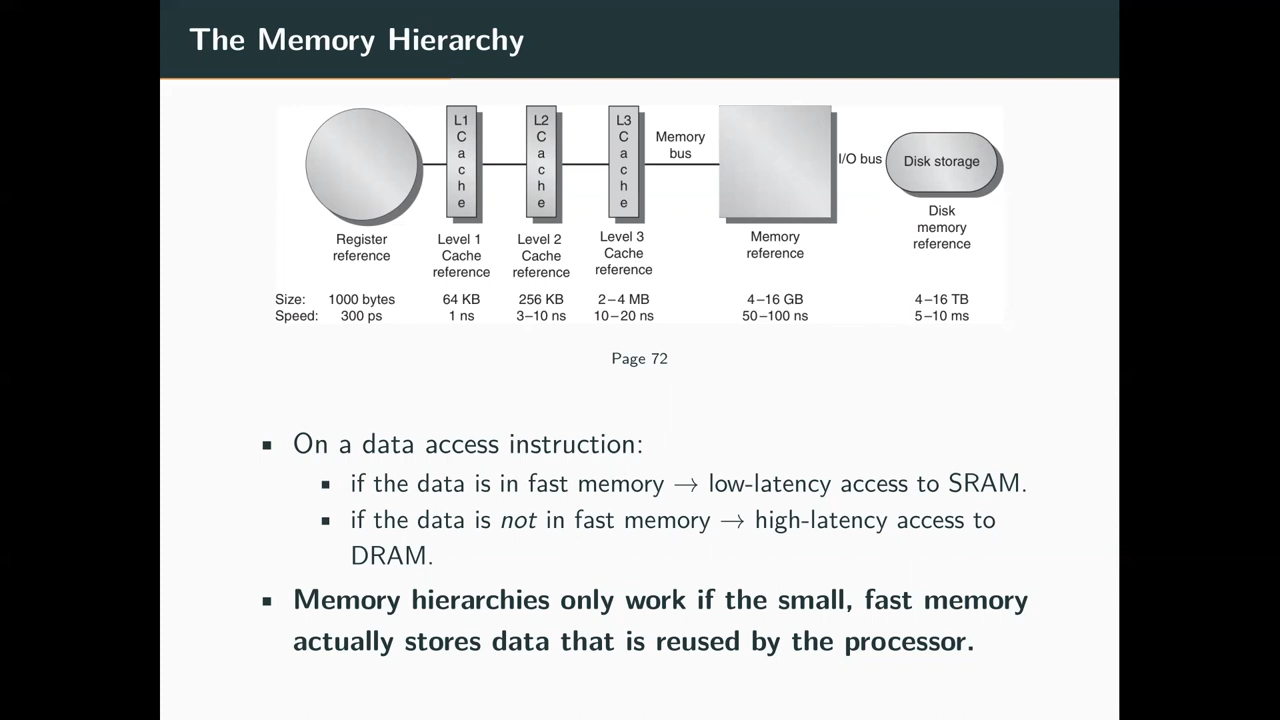 The Memory Hierarchy
L1
C
a
c
h
e
L2
C
a
c
h
e
L3
C
a
c
h
e
Memory
bus
I/O bus
Disk storage
Register
reference
Level 1
Cache
reference
Level 2
Cache
reference
Level 3
Cache
reference
Memory
reference
Disk
memory
reference
Size: 1000 bytes 64 KB 256 KB 2–4 MB 4–16 GB 4–16 TB
Speed: 300 ps 1 ns 3–10 ns 10–20 ns 50–100 ns 5–10 ms
Page 72
▪ On a data access instruction:
▪ if the data is in fast memory → low-latency access to SRAM.
▪ if the data is not in fast memory → high-latency access to
DRAM.
▪ Memory hierarchies only work if the small, fast memory
actually stores data that is reused by the processor.